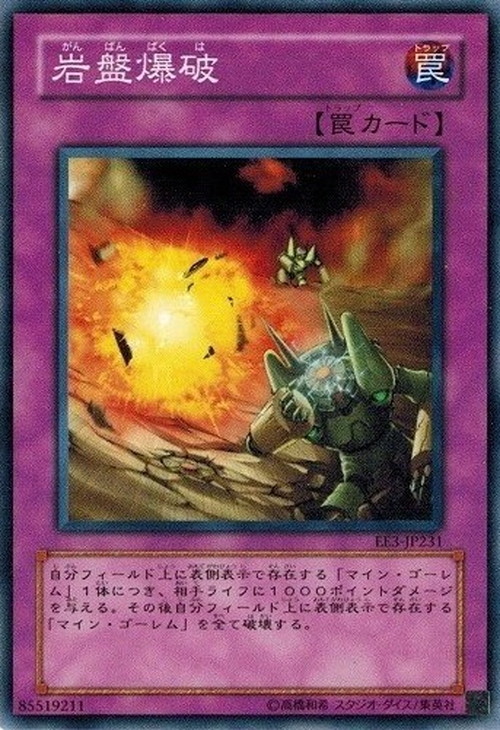 がんばんばくは
岩盤爆破
トラップ
罠
トラップ
【罠カード】
EE3-JP231
自分フィールド上に表側表示で存在する「マイン・ゴーレ
ム」１体につき、相手ライフに１０００ポイントダメージ
を与える。その後自分フィールド上に表側表示で存在する
「マイン・ゴーレム」を全て破壊する。
85519211
©高橋和希 スタジオ・ダイス/集英社